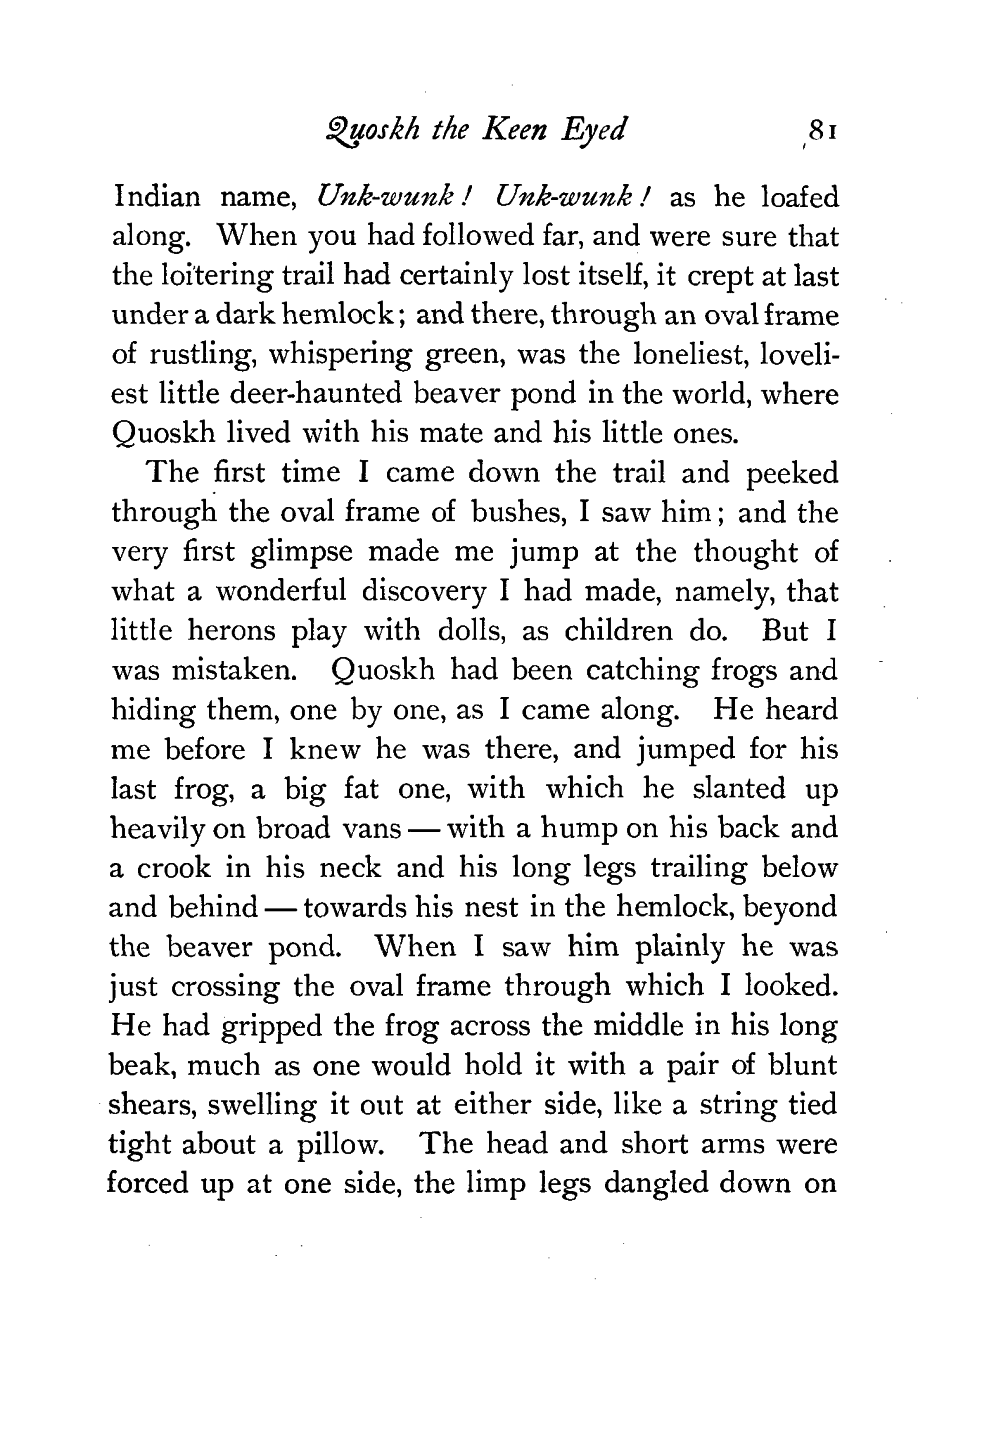 Quoskh the Keen Eyed 81
Indian name, Unk-wunk! Unk-wunk! as he loafed
along. When you had followed far, and were sure that
the loitering trail had certainly lost itself, it crept at last
under a dark hemlock; and there, through an oval frame
of rustling, whispering green, was the loneliest, loveli-
est little deer-haunted beaver pond in the world, where
Quoskh lived with his mate and his little ones.
The first time I came down the trail and peeked
through the oval frame of bushes, I saw him; and the
very first glimpse made me jump at the thought of
what a wonderful discovery I had made, namely, that
little herons play with dolls, as children do. But I
was mistaken. Quoskh had been catching frogs and
hiding them, one by one, as I came along. He heard
me before I knew he was there, and jumped for his
last frog, a big fat one, with which he slanted up
heavily on broad vans — with a hump on his back and
a crook in his neck and his long legs trailing below
and behind — towards his nest in the hemlock, beyond
the beaver pond. When I saw him plainly he was
just crossing the oval frame through which I looked.
He had gripped the frog across the middle in his long
beak, much as one would hold it with a pair of blunt
shears, swelling it out at either side, like a string tied
tight about a pillow. The head and short arms were
forced up at one side, the limp legs dangled down on